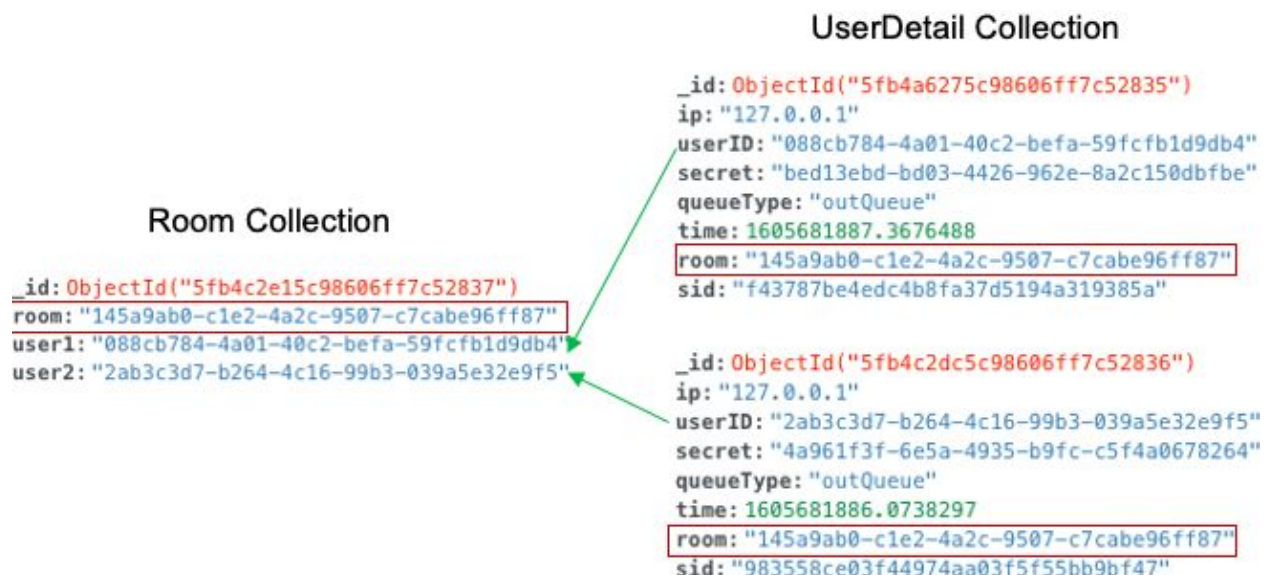 UserDetail Collection
_id: ObjectId("5fb4a6275c98606ff7c52835")
ip: "127.0.0.1"
userID: "088cb784-4a01-40c2-befa-59fcfb1d9db4"
secret: "bed13ebd-bd03-4426-962e-8a2c150dbfbe"
queueType: "outQueue"
time: 1605681887.3676488
room: "145a9ab0-c1e2-4a2c-9507-c7cabe96ff87"
sid: "f43787be4edc4b8fa37d5194a319385a"
Room Collection
_id: ObjectId("5fb4c2e15c98606ff7c52837")
room: "145a9ab0-c1e2-4a2c-9507-c7cabe96ff87"
user1: "088cb784-4a01-40c2-befa-59fcfb1d9db4"
user2: "2ab3c3d7-b264-4c16-99b3-039a5e32e9f5"
_id: ObjectId("5fb4c2dc5c98606ff7c52836")
ip: "127.0.0.1"
userID: "2ab3c3d7-b264-4c16-99b3-039a5e32e9f5"
secret: "4a961f3f-6e5a-4935-b9fc-c5f4a0678264"
queueType: "outQueue"
time: 1605681886.0738297
room: "145a9ab0-c1e2-4a2c-9507-c7cabe96ff87"
sid: "983558ce03f44974aa03f5f55bb9bf47"